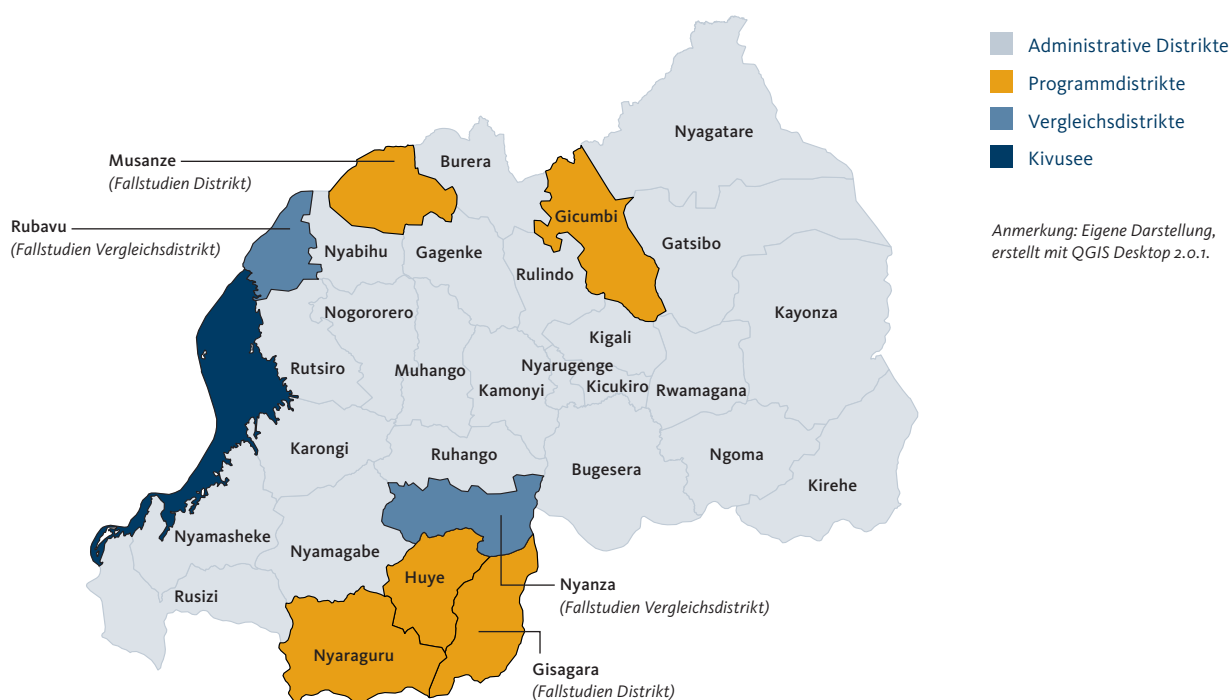 Administrative Distrikte
Programmdistrikte
Vergleichsdistrikte
Kivusee
Anmerkung: Eigene Darstellung,
erstellt mit QGIS Desktop 2.0.1.
Nyagatare
Musanze
(Fallstudien Distrikt)
Burera
Gicumbi
Rubavu
(Fallstudien Vergleichsdistrikt)
Nyabihu
Gagenke
Gatsibo
Rulindo
Nogororero
Kayonza
Kigali
Rutsiro
Muhango
Nyarugenge
Kamonyi
Kicukiro
Rwamagana
Karongi
Ruhango
Bugesera
Ngoma
Kirehe
Nyamasheke
Nyamagabe
Huye
Nyanza
(Fallstudien Vergleichsdistrikt)
Rusizi
Nyaraguru
Gisagara
(Fallstudien Distrikt)